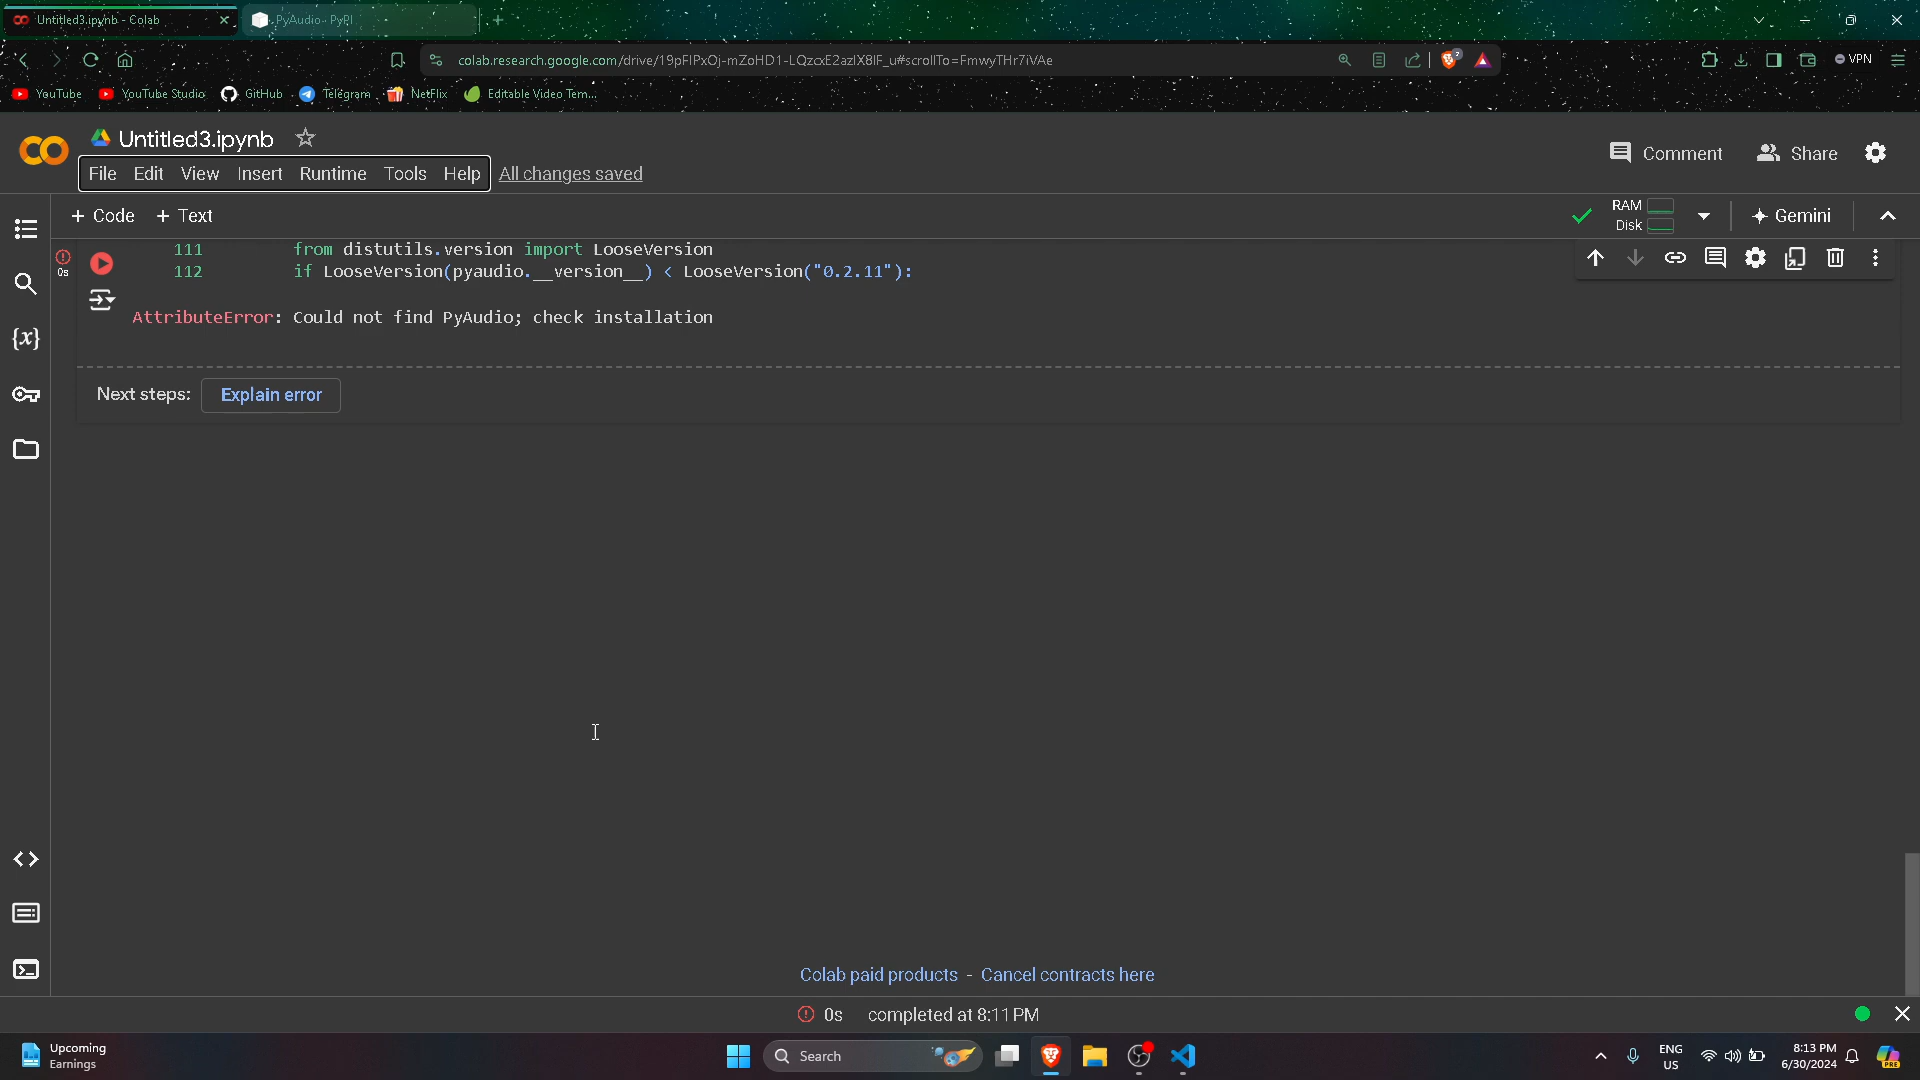 Untitled3.ipynb - Colab
PyAudio · PyPI
colab.research.google.com/drive/19pFIPxOj-mZoHD1-LQzcxE2azIX8IF_u#scrollTo=FmwyTHr7iVAe
2
VPN
YouTube
YouTube Studio
GitHub
Telegram
Netflix
Editable Video Tem...
CO
Untitled3.ipynb
Comment
Share
File Edit View Insert Runtime Tools Help
All changes saved
+ Code + Text
RAM
Disk
Gemini
0s
111 from distutils.version import LooseVersion
112 if LooseVersion(pyaudio.__version__) < LooseVersion("0.2.11"):
AttributeError: Could not find PyAudio; check installation
Next steps: Explain error
{x}
Colab paid products - Cancel contracts here
0s completed at 8:11 PM
Upcoming
Earnings
Search
ENG
US
8:13 PM
6/30/2024
PRE